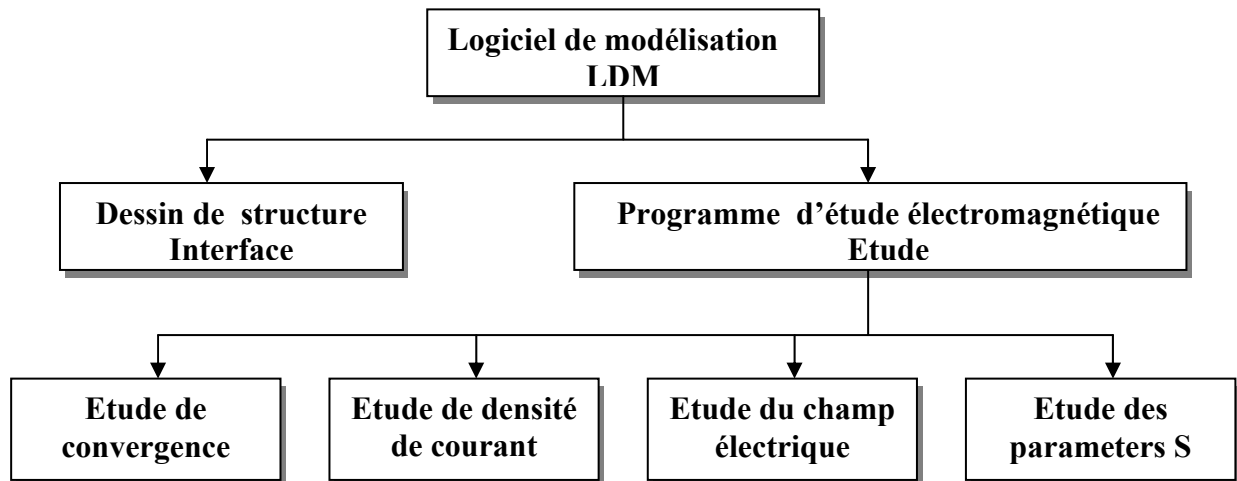 Logiciel de modélisation
LDM
Dessin de structure
Interface
Programme d’étude électromagnétique
Etude
Etude de
convergence
Etude de densité
de courant
Etude du champ
électrique
Etude des
parameters S